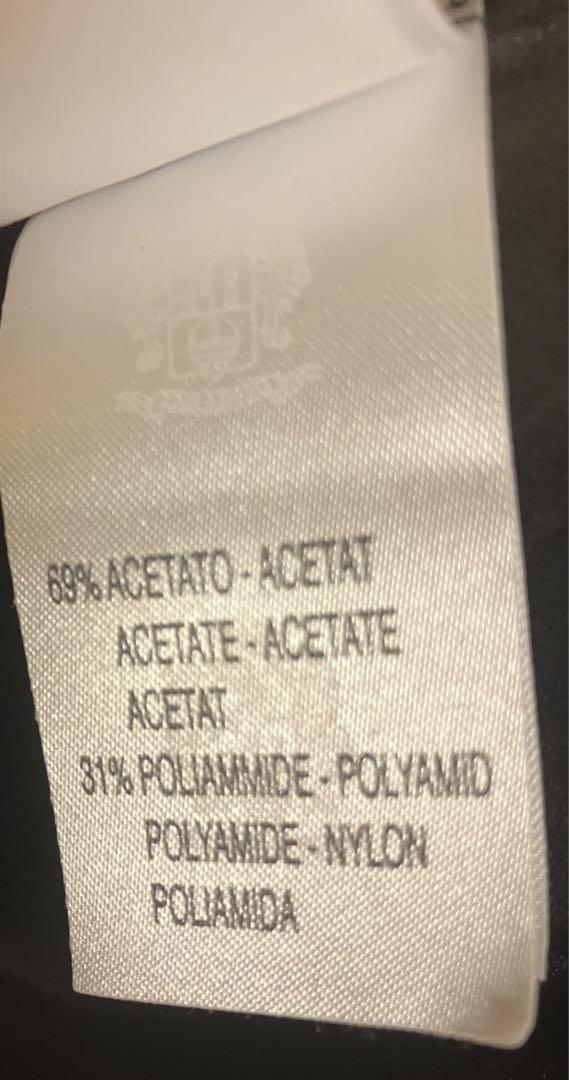 69% ACETATO - ACETAT
ACETATE - ACETATE
ACETAT
31% POLIAMMIDE - POLYAMID
POLYAMIDE - NYLON
POLIAMIDA